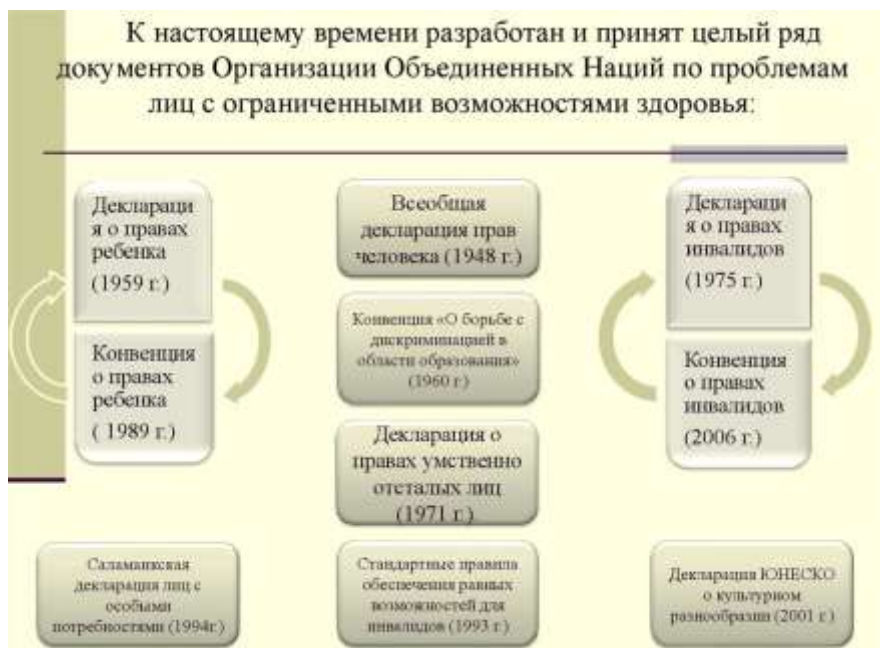 К настоящему времени разработан и принят целый ряд
документов Организации Объединенных Наций по проблемам
лиц с ограниченными возможностями здоровья:
Деклараци
я о правах
ребенка
(1959 г.)
Конвенция
о правах
ребенка
( 1989 г.)
Всеобщая
декларация прав
человека (1948 г.)
Конвенция «О борьбе с
дискриминацией в
области образования»
(1960 г.)
Декларация о
правах умственно
отсталых лиц
(1971 г.)
Деклараци
я о правах
инвалидов
(1975 г.)
Конвенция
о правах
инвалидов
(2006 г.)
Саламанкская
декларация лиц с
особыми
потребностями (1994г.)
Стандартные правила
обеспечения равных
возможностей для
инвалидов (1993 г.)
Декларация ЮНЕСКО
о культурном
разнообразии (2001 г.)